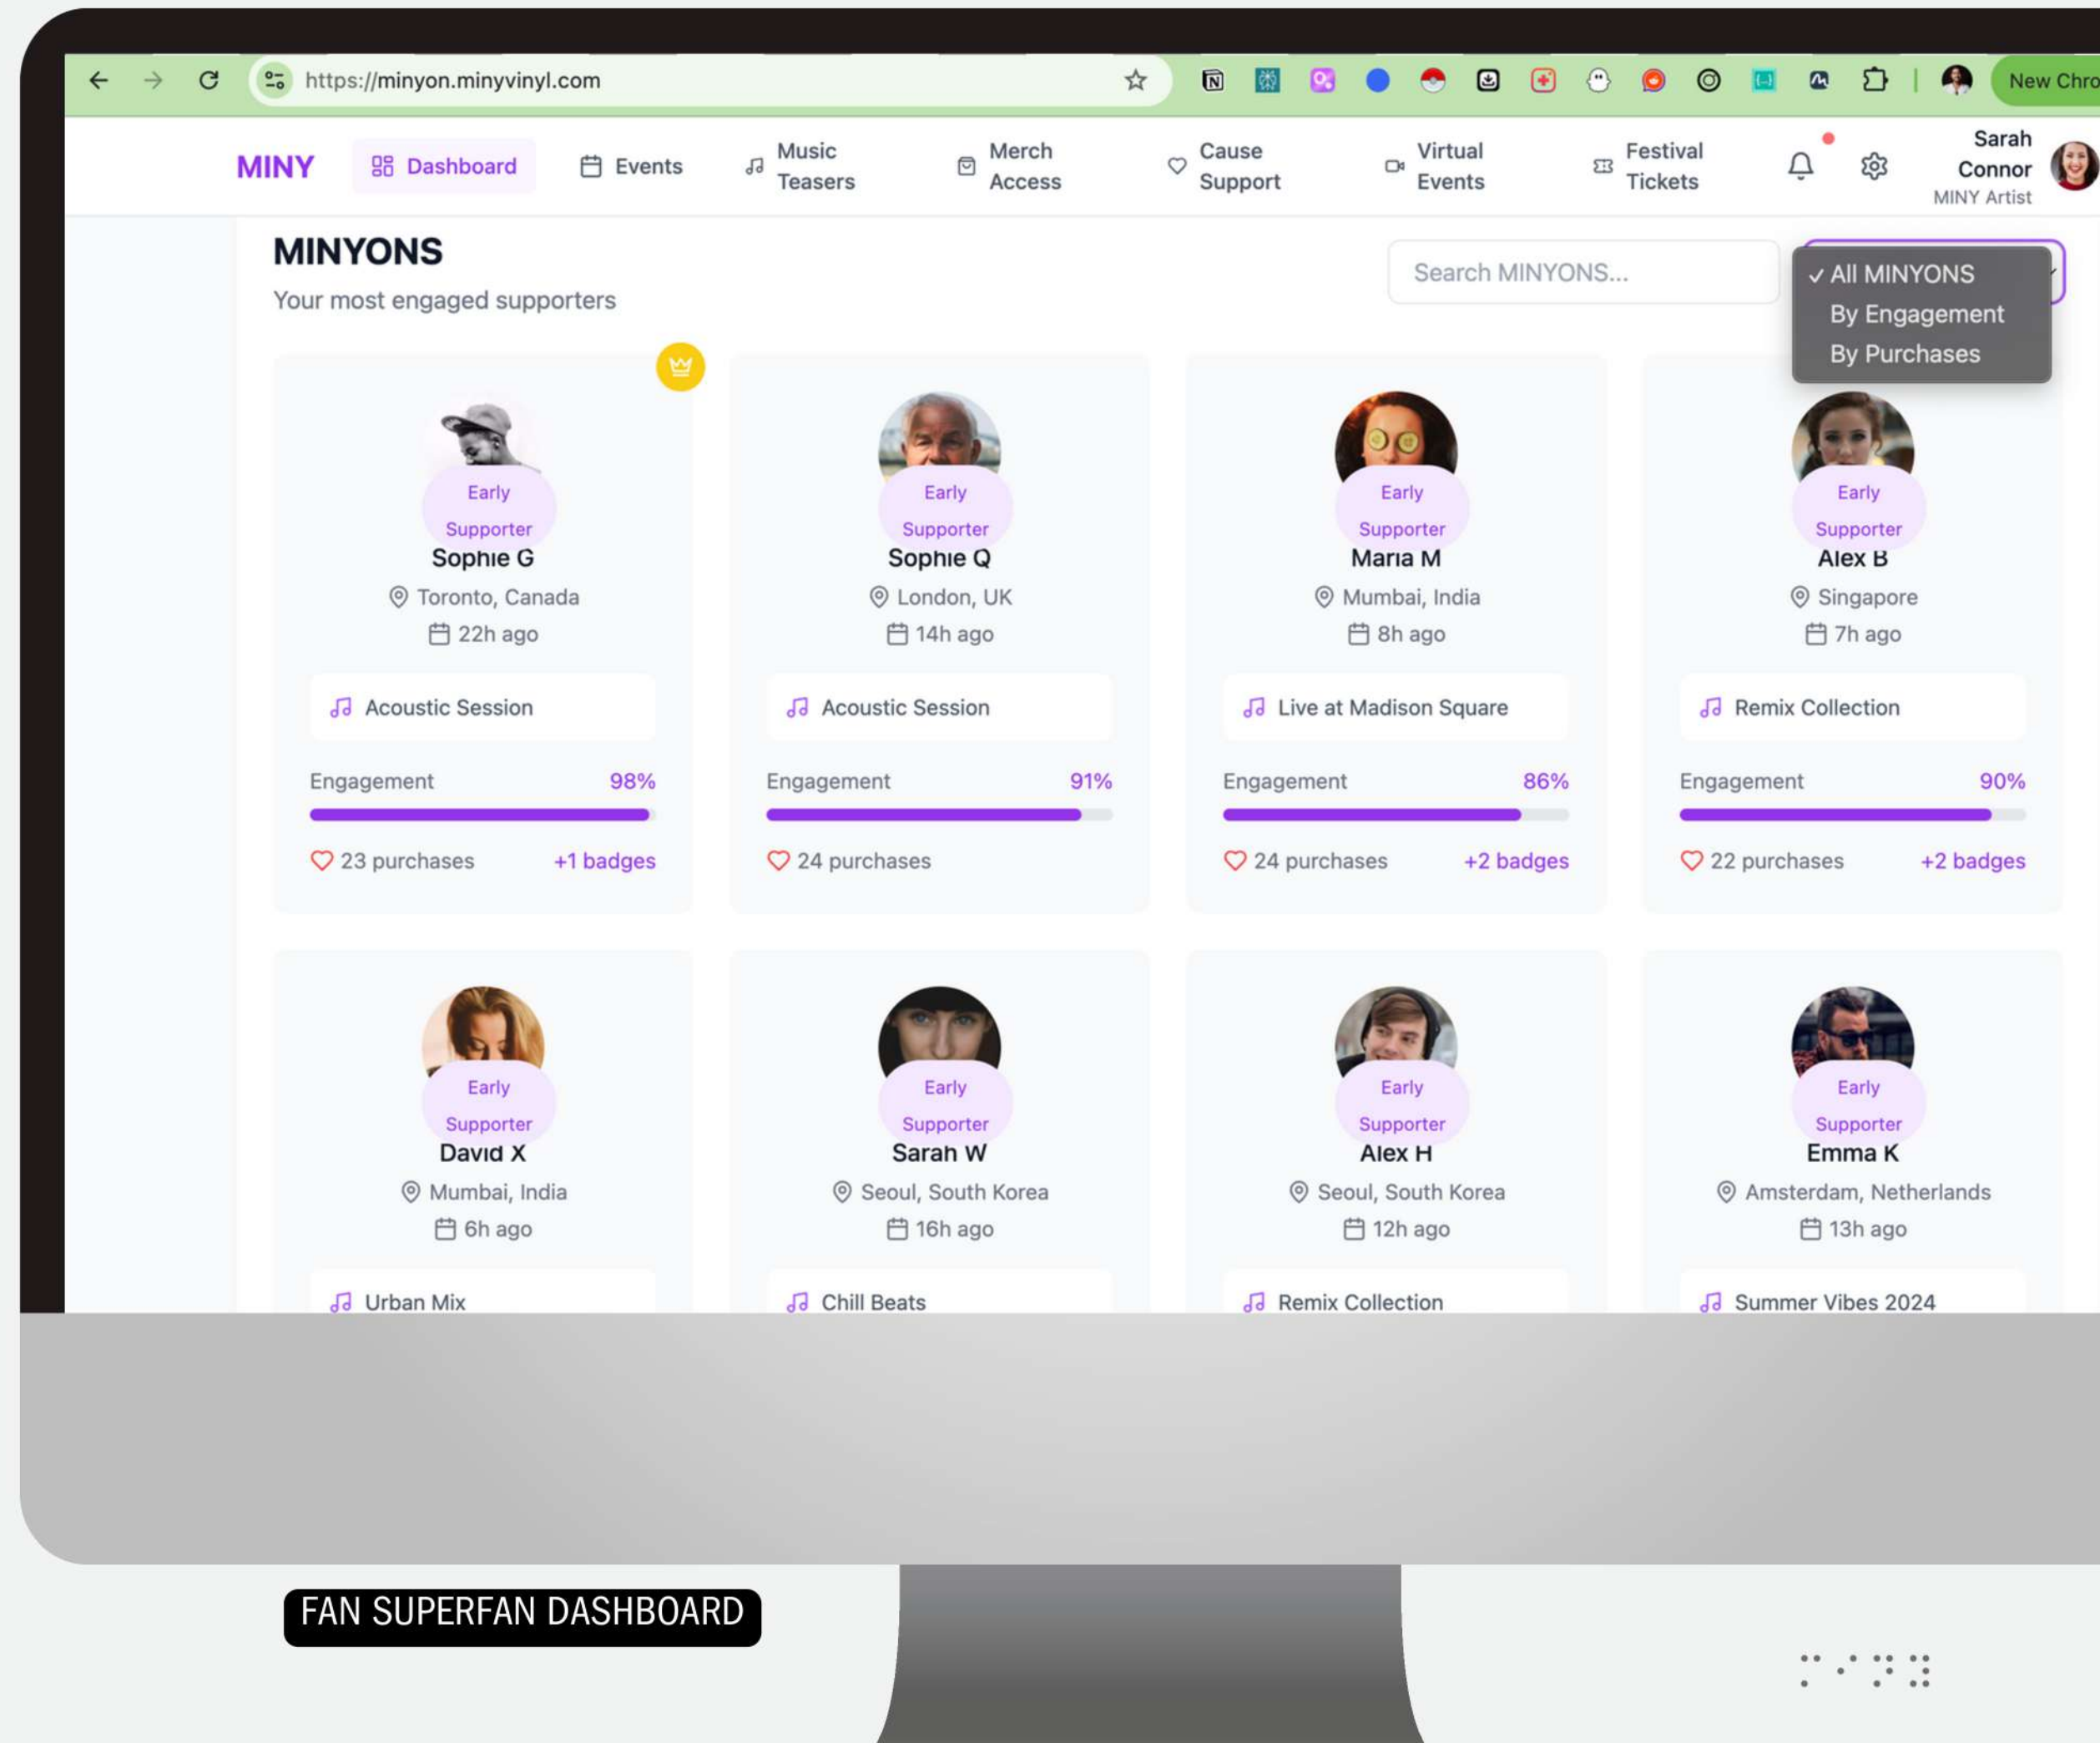 https://minyon.minyvinyl.com
New Chro
MINY
Dashboard
Events
Music
Teasers
Merch
Access
Cause
Support
Virtual
Events
Festival
Tickets
Sarah
Connor
MINY Artist
MINYONS
Your most engaged supporters
Search MINYONS...
✓ All MINYONS
By Engagement
By Purchases
Early
Supporter
Sophie G
Toronto, Canada
22h ago
Acoustic Session
Engagement 98%
23 purchases +1 badges
Early
Supporter
Sophie Q
London, UK
14h ago
Acoustic Session
Engagement 91%
24 purchases
Early
Supporter
Maria M
Mumbai, India
8h ago
Live at Madison Square
Engagement 86%
24 purchases +2 badges
Early
Supporter
Alex B
Singapore
7h ago
Remix Collection
Engagement 90%
22 purchases +2 badges
Early
Supporter
David X
Mumbai, India
6h ago
Urban Mix
Early
Supporter
Sarah W
Seoul, South Korea
16h ago
Chill Beats
Early
Supporter
Alex H
Seoul, South Korea
12h ago
Remix Collection
Early
Supporter
Emma K
Amsterdam, Netherlands
13h ago
Summer Vibes 2024
FAN SUPERFAN DASHBOARD
⠍⠊⠝⠽